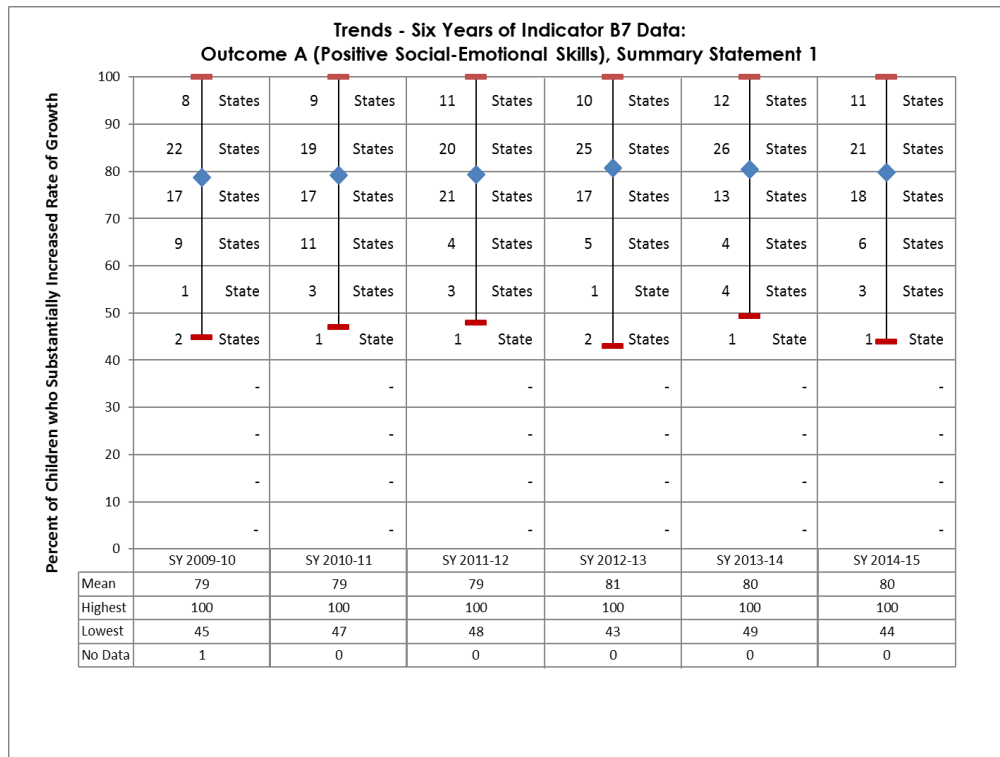 Trends - Six Years of Indicator B7 Data:
Outcome A (Positive Social-Emotional Skills), Summary Statement 1
Percent of Children who Substantially Increased Rate of Growth
100
8 States 9 States 11 States 10 States 12 States 11 States
90
22 States 19 States 20 States 25 States 26 States 21 States
80
17 States 17 States 21 States 17 States 13 States 18 States
70
9 States 11 States 4 States 5 States 4 States 6 States
60
1 State 3 States 3 States 1 States 4 States 3 States
50
2 States 1 State 1 State 2 States 1 State 1 State
40
- - - - - -
30
- - - - - -
20
- - - - - -
10
- - - - - -
0
SY 2009-10 SY 2010-11 SY 2011-12 SY 2012-13 SY 2013-14 SY 2014-15
Mean 79 79 79 81 80 80
Highest 100 100 100 100 100 100
Lowest 45 47 48 43 49 44
No Data 1 0 0 0 0 0